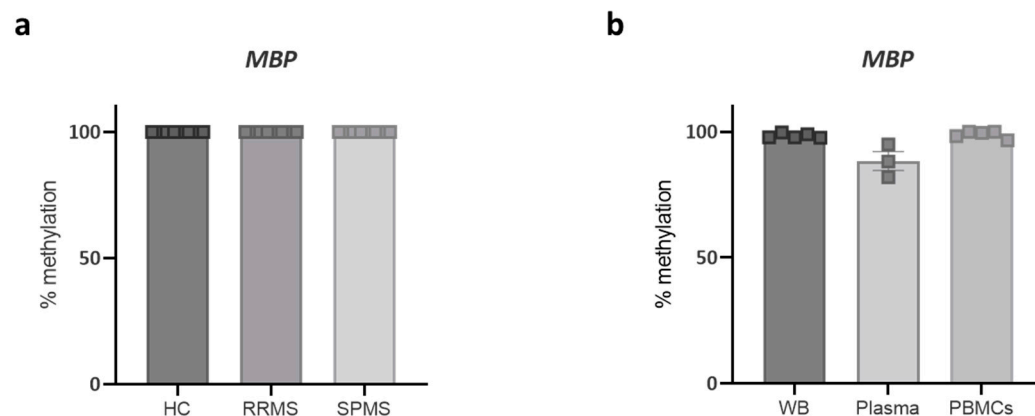 a
MBP
% methylation
100
50
0
HC RRMS SPMS
b
MBP
% methylation
100
50
0
WB Plasma PBMCs